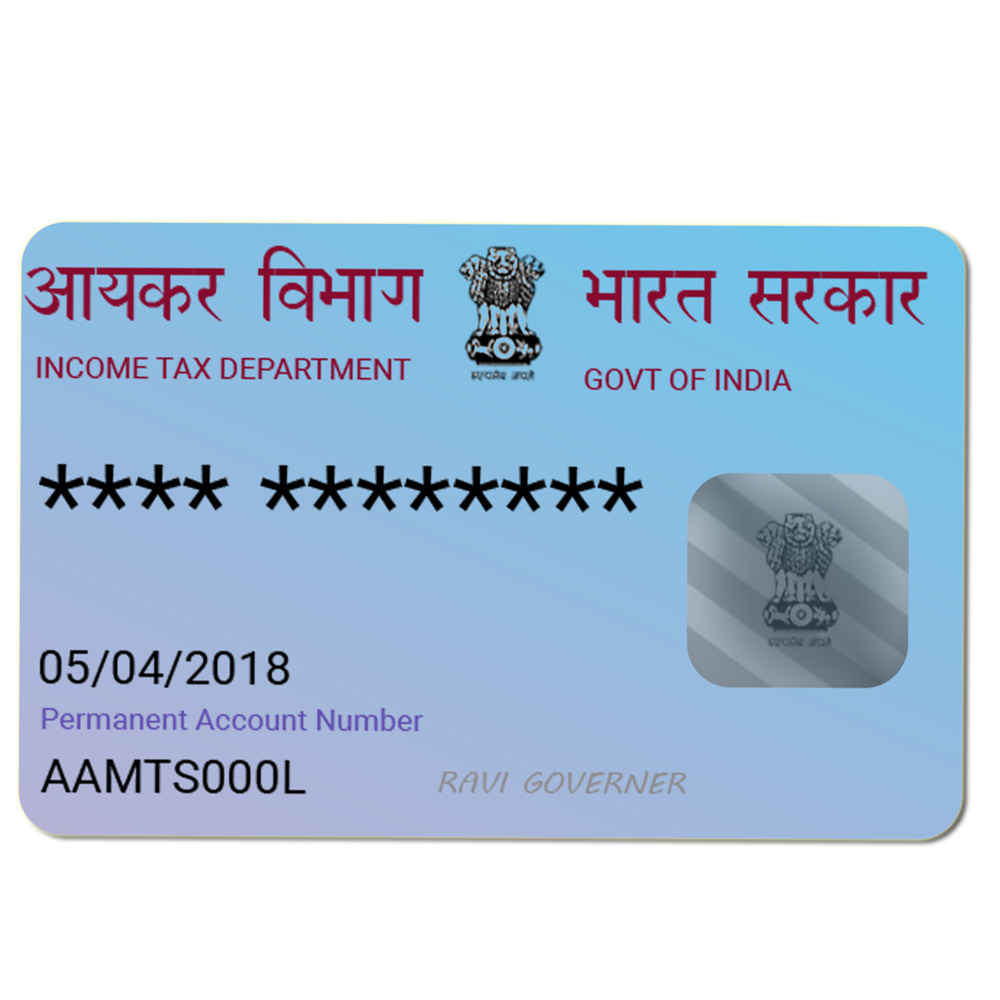 आयकर विभाग भारत सरकार
INCOME TAX DEPARTMENT GOVT OF INDIA
सत्यमेव जयते
**** ********
सत्यमेव जयते
05/04/2018
Permanent Account Number
AAMTS000L RAVI GOVERNER